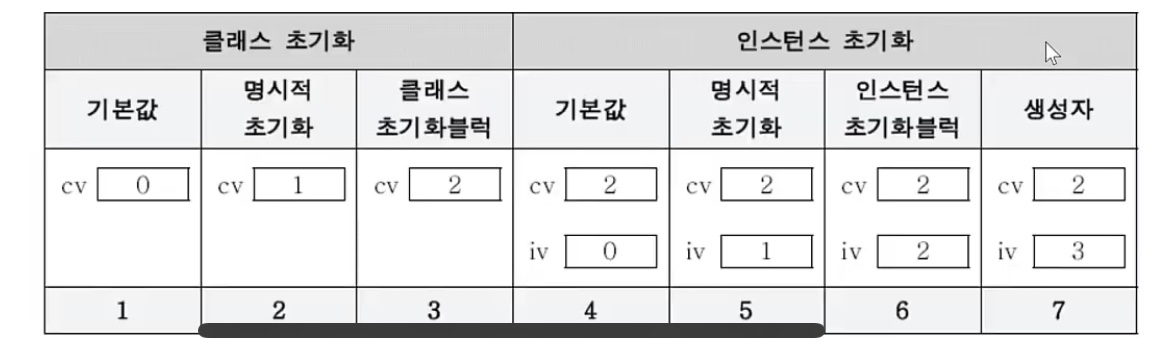 클래스 초기화 인스턴스 초기화
기본값 명시적 초기화 클래스 초기화블럭 기본값 명시적 초기화 인스턴스 초기화블럭 생성자
cv 0 cv 1 cv 2 cv 2 cv 2 cv 2 cv 2
iv 0 iv 1 iv 2 iv 3
1 2 3 4 5 6 7